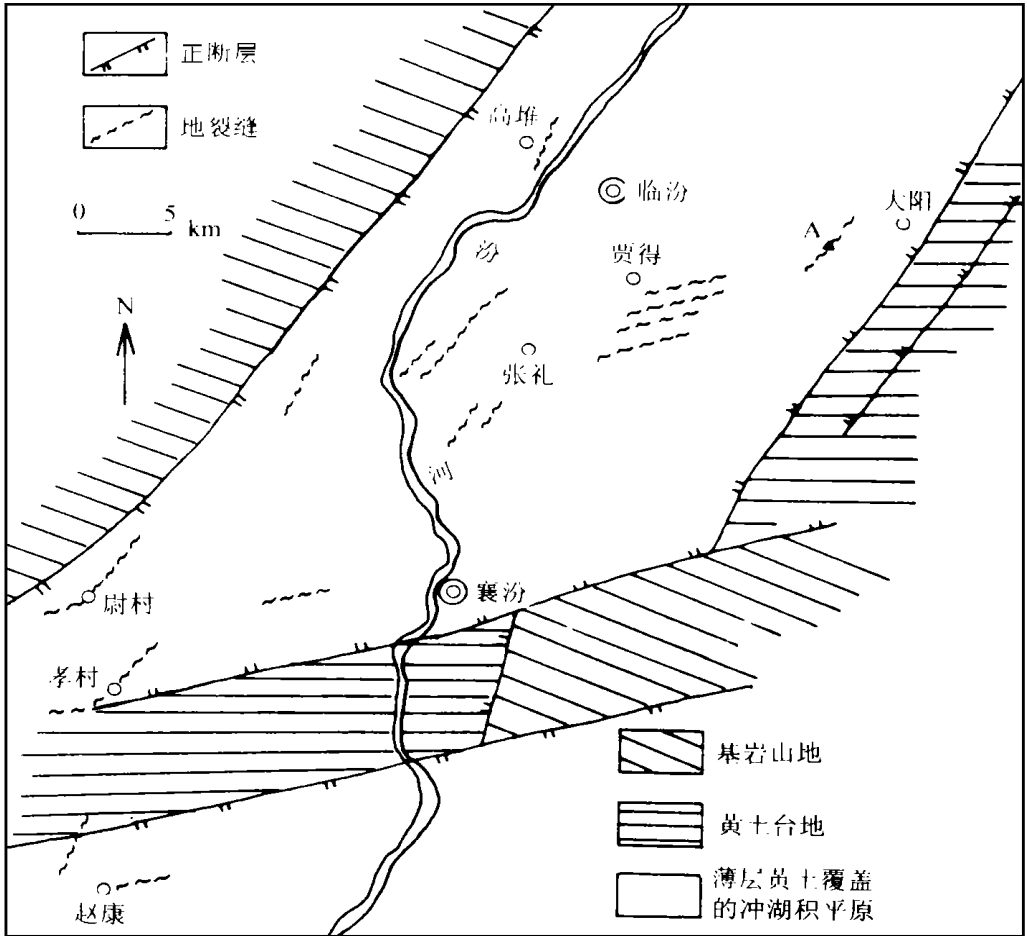 正断层
地裂缝
0 5 km
N
高堆
临汾
大阳
A
贾得
汾
张礼
河
襄汾
尉村
孝村
基岩山地
黄土台地
薄层黄土覆盖
的冲湖积平原
赵康